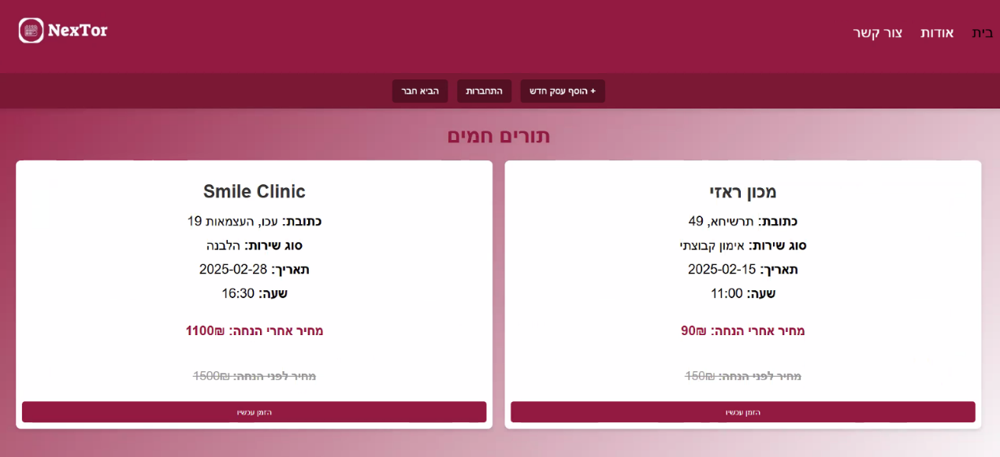 NexTor
בית
אודות
צור קשר
+ הוסף עסק חדש
התחברות
הביא חבר
תורים חמים
מכון ראזי
כתובת: תרשיחא, 49
סוג שירות: אימון קבוצתי
תאריך: 2025-02-15
שעה: 11:00
מחיר אחרי הנחה: 90₪
מחיר לפני הנחה: 150₪
הזמן עכשיו
Smile Clinic
כתובת: עכו, העצמאות 19
סוג שירות: הלבנה
תאריך: 2025-02-28
שעה: 16:30
מחיר אחרי הנחה: 1100₪
מחיר לפני הנחה: 1500₪
הזמן עכשיו